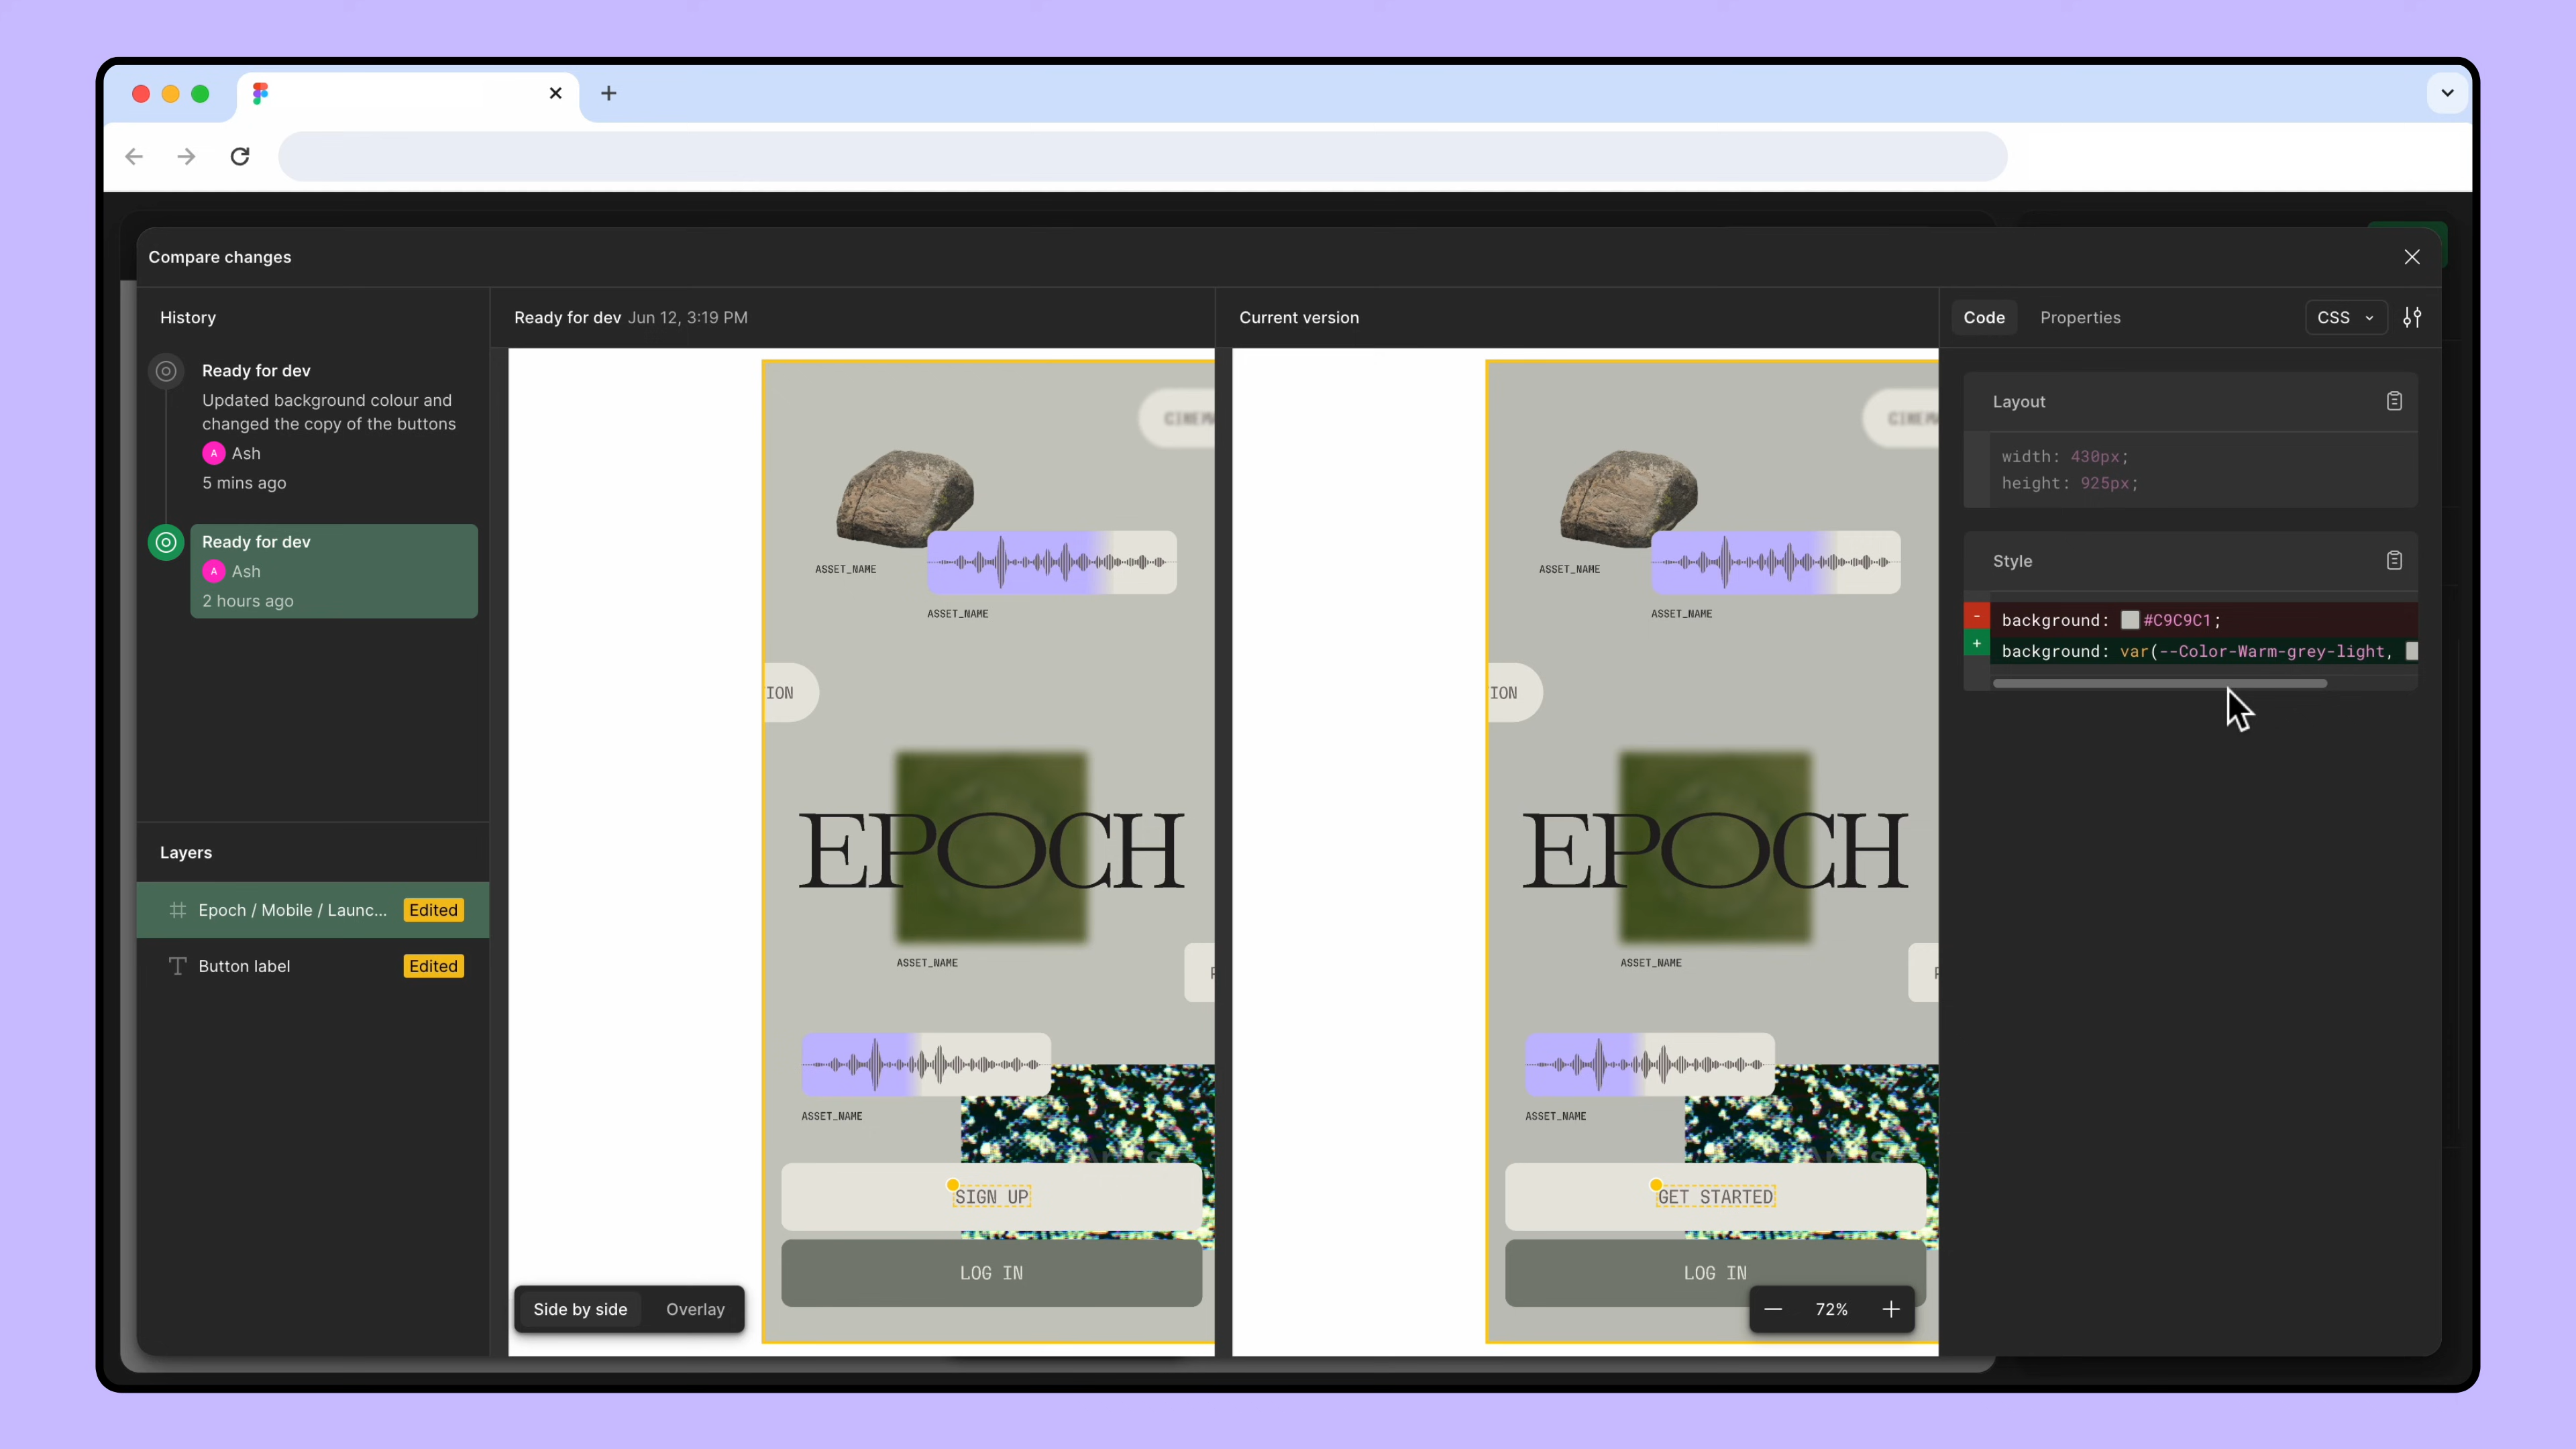 Compare changes
History
Ready for dev
Updated background colour and
changed the copy of the buttons
A Ash
5 mins ago
Ready for dev
A Ash
2 hours ago
Layers
Epoch / Mobile / Launc... Edited
Button label Edited
Ready for dev Jun 12, 3:19 PM
ASSET_NAME
ASSET_NAME
ION
EPOCH
ASSET_NAME
ASSET_NAME
SIGN UP
LOG IN
Side by side Overlay
Current version
ASSET_NAME
ASSET_NAME
ION
EPOCH
ASSET_NAME
ASSET_NAME
GET STARTED
LOG IN
72%
Code Properties CSS
Layout
width: 430px;
height: 925px;
Style
- background: #C9C9C1;
+ background: var(--Color-Warm-grey-light,